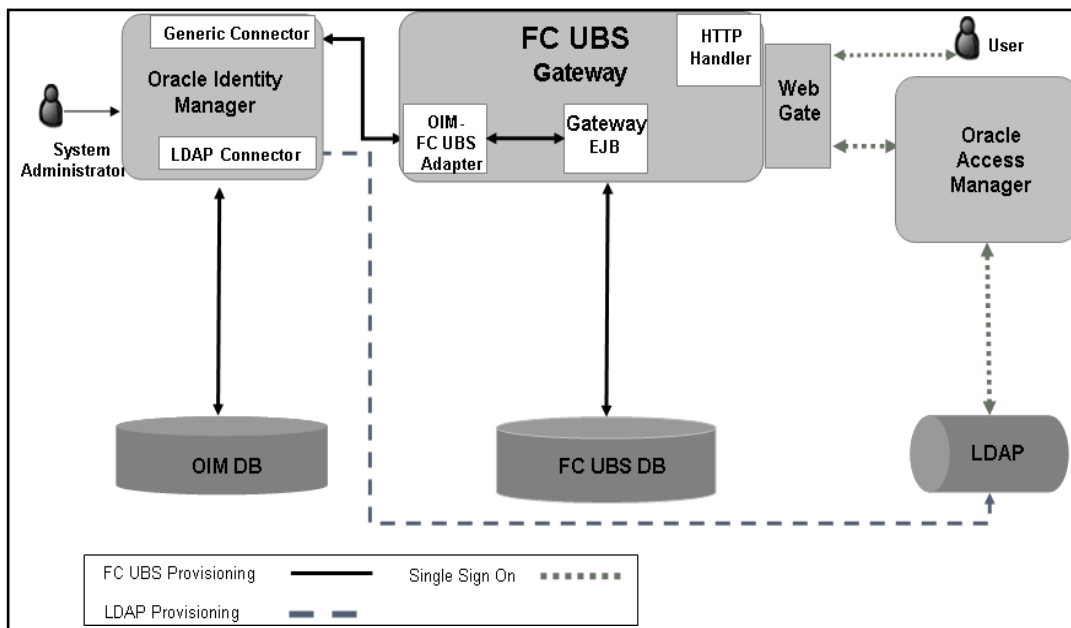 Generic Connector
Oracle Identity
Manager
LDAP Connector
System
Administrator
FC UBS
Gateway
HTTP
Handler
OIM -
FC UBS
Adapter
Gateway
EJB
Web
Gate
User
Oracle
Access
Manager
OIM DB
FC UBS DB
LDAP
FC UBS Provisioning
Single Sign On
LDAP Provisioning